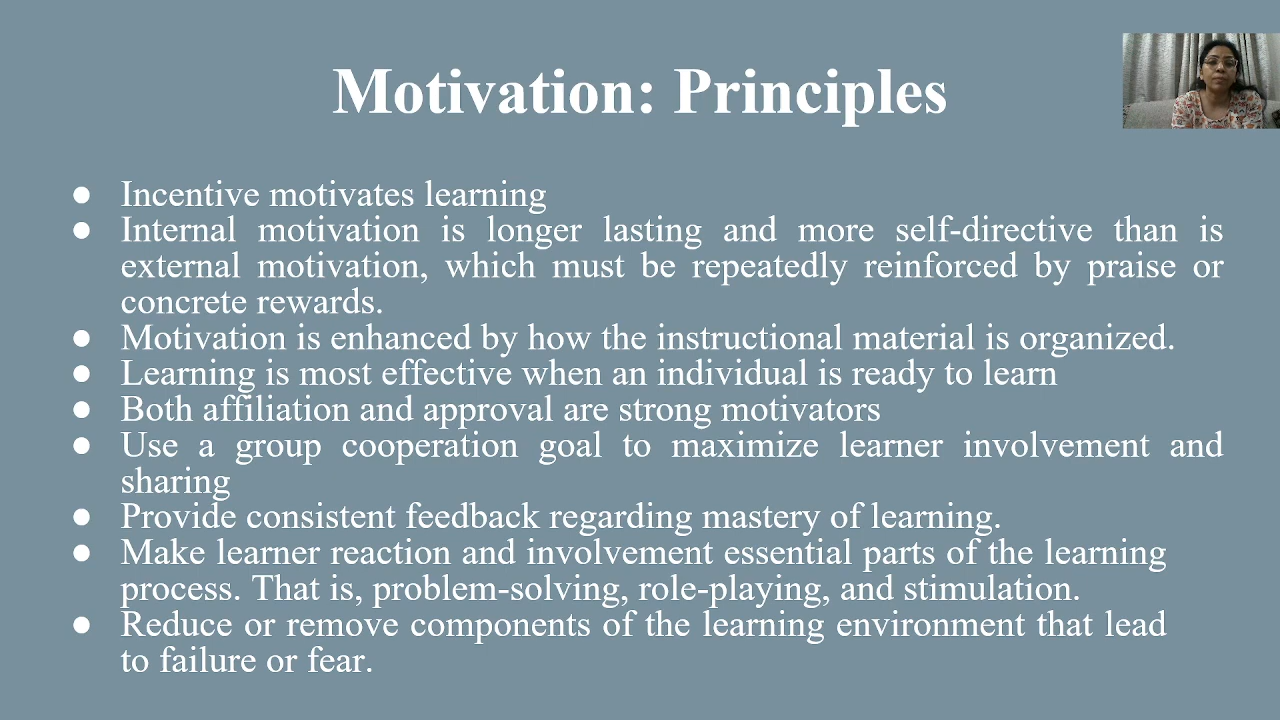 Motivation: Principles
● Incentive motivates learning
● Internal motivation is longer lasting and more self-directive than is
external motivation, which must be repeatedly reinforced by praise or
concrete rewards.
● Motivation is enhanced by how the instructional material is organized.
● Learning is most effective when an individual is ready to learn
● Both affiliation and approval are strong motivators
● Use a group cooperation goal to maximize learner involvement and
sharing
● Provide consistent feedback regarding mastery of learning.
● Make learner reaction and involvement essential parts of the learning
process. That is, problem-solving, role-playing, and stimulation.
● Reduce or remove components of the learning environment that lead
to failure or fear.